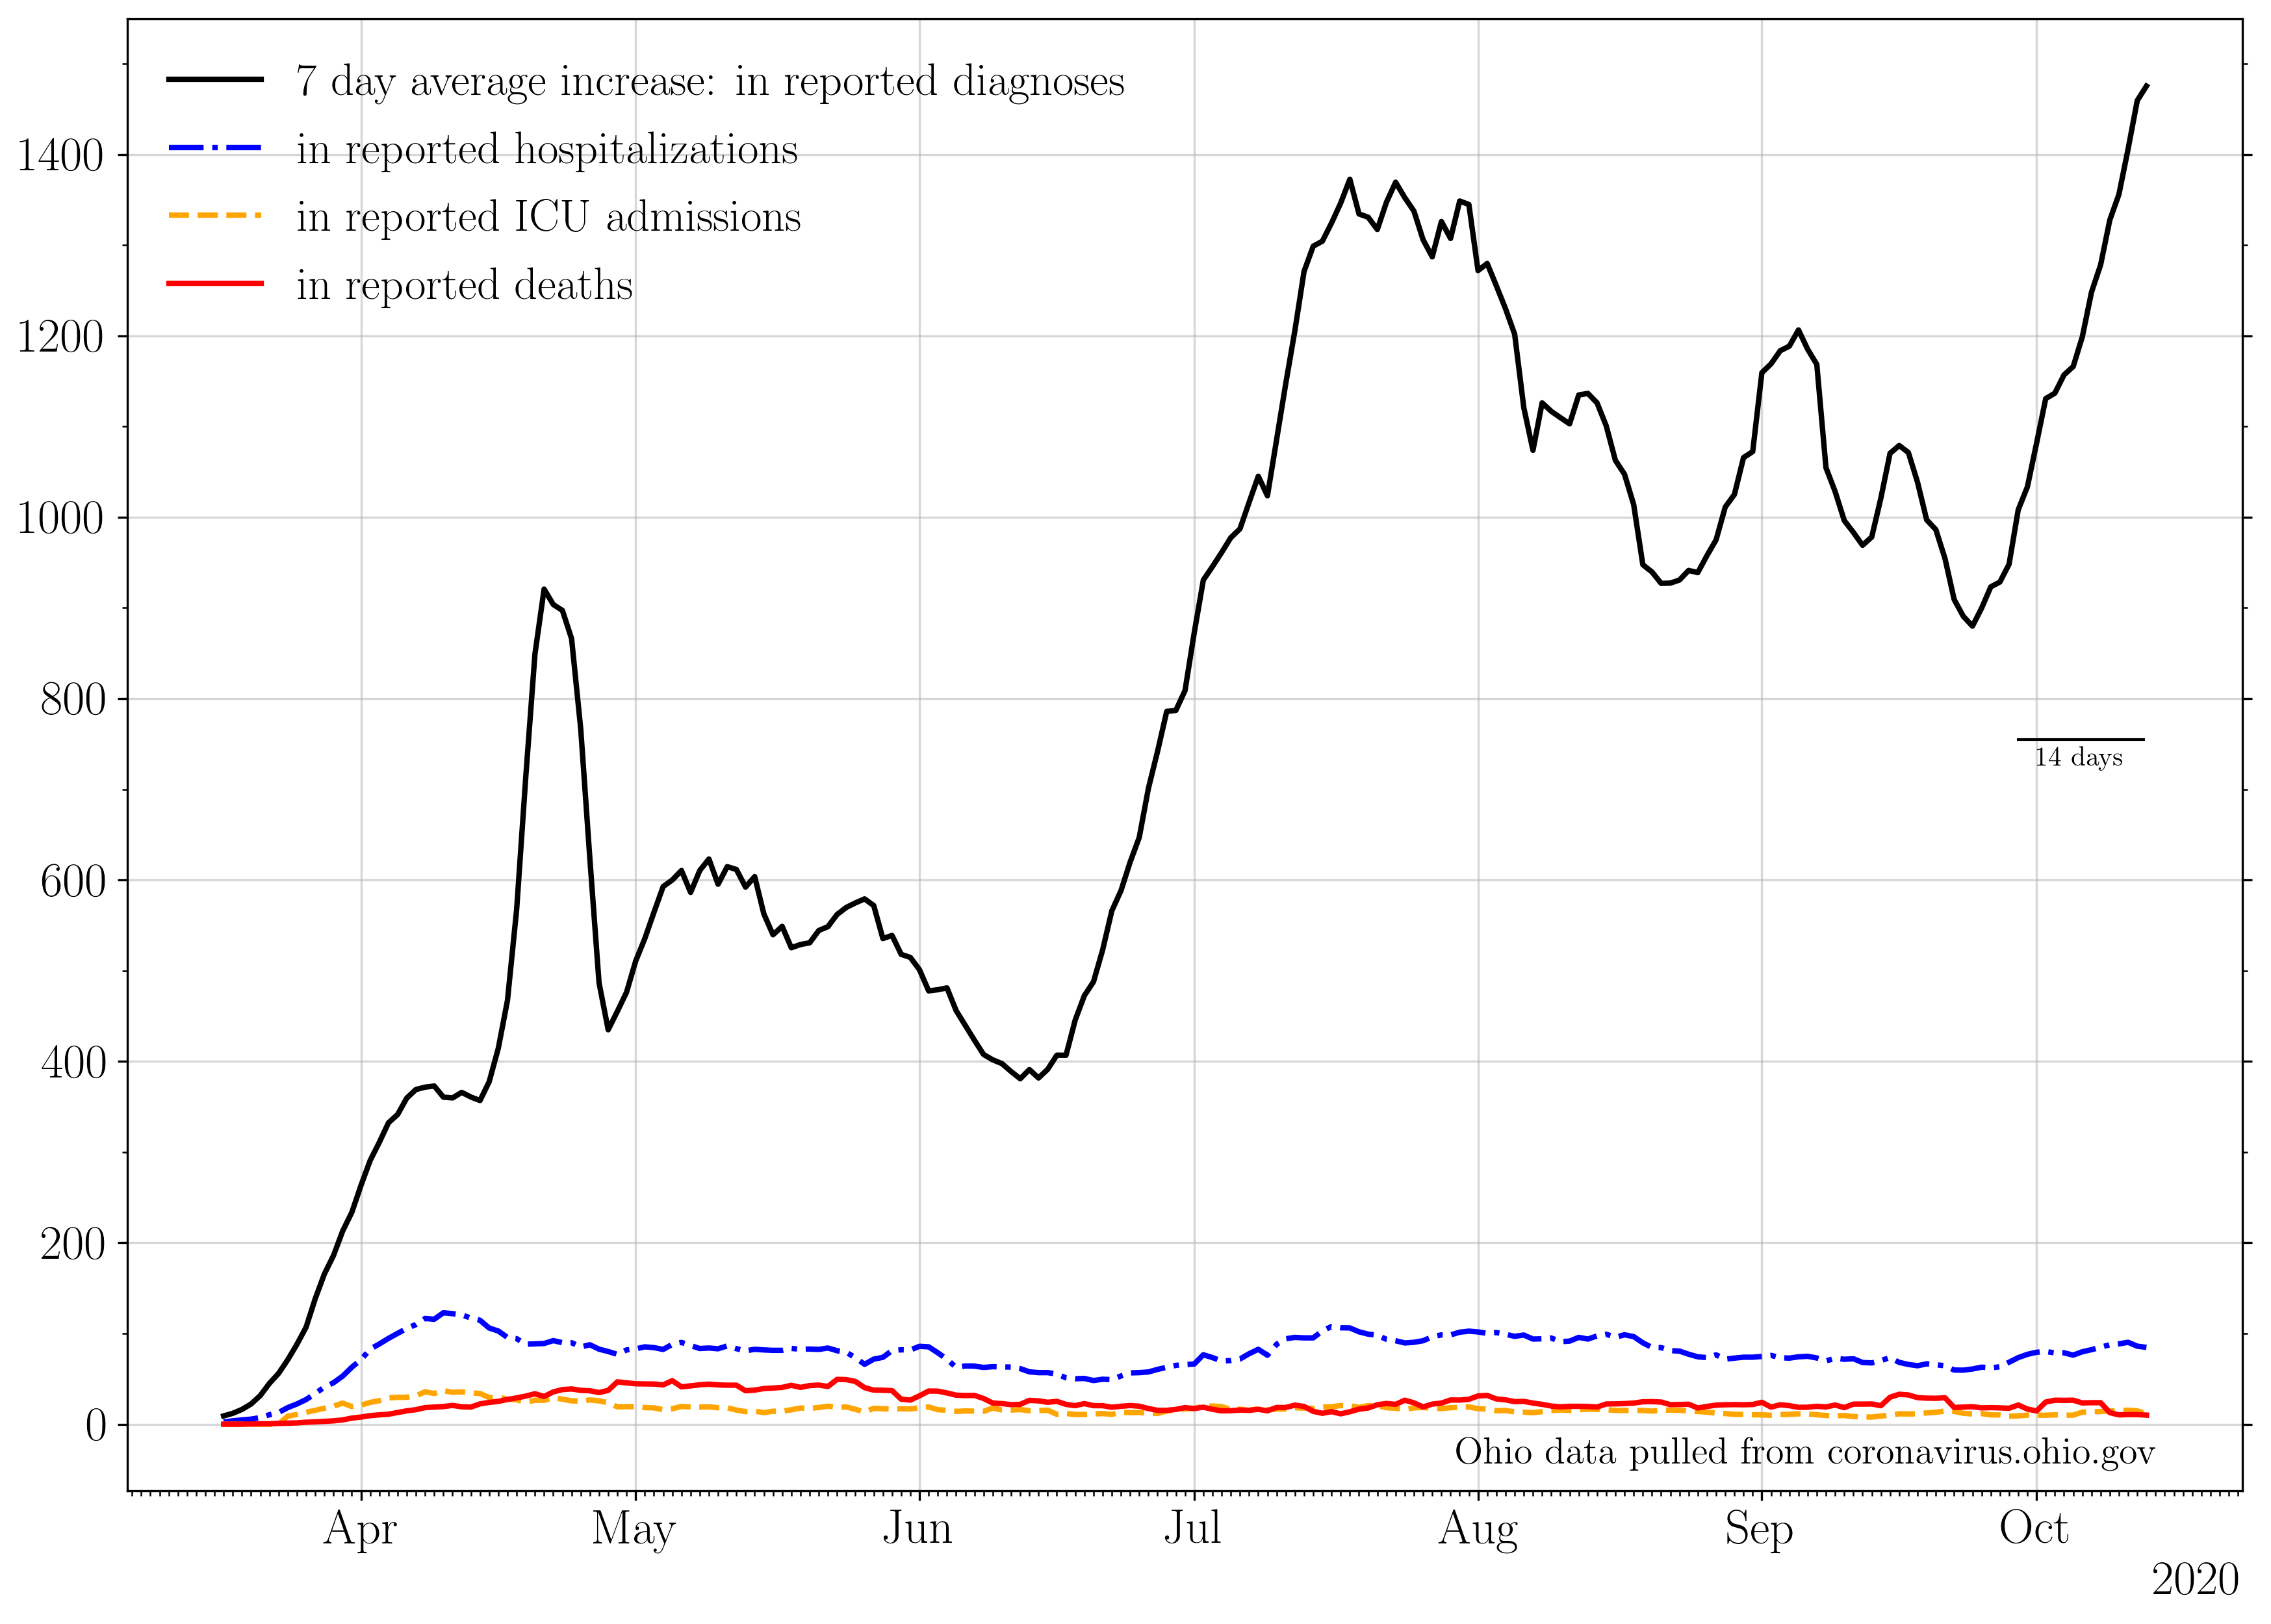 7 day average increase: in reported diagnoses
in reported hospitalizations
in reported ICU admissions
in reported deaths
1400
1200
1000
800
600
400
200
0
14 days
Ohio data pulled from coronavirus.ohio.gov
Apr May Jun Jul Aug Sep Oct
2020